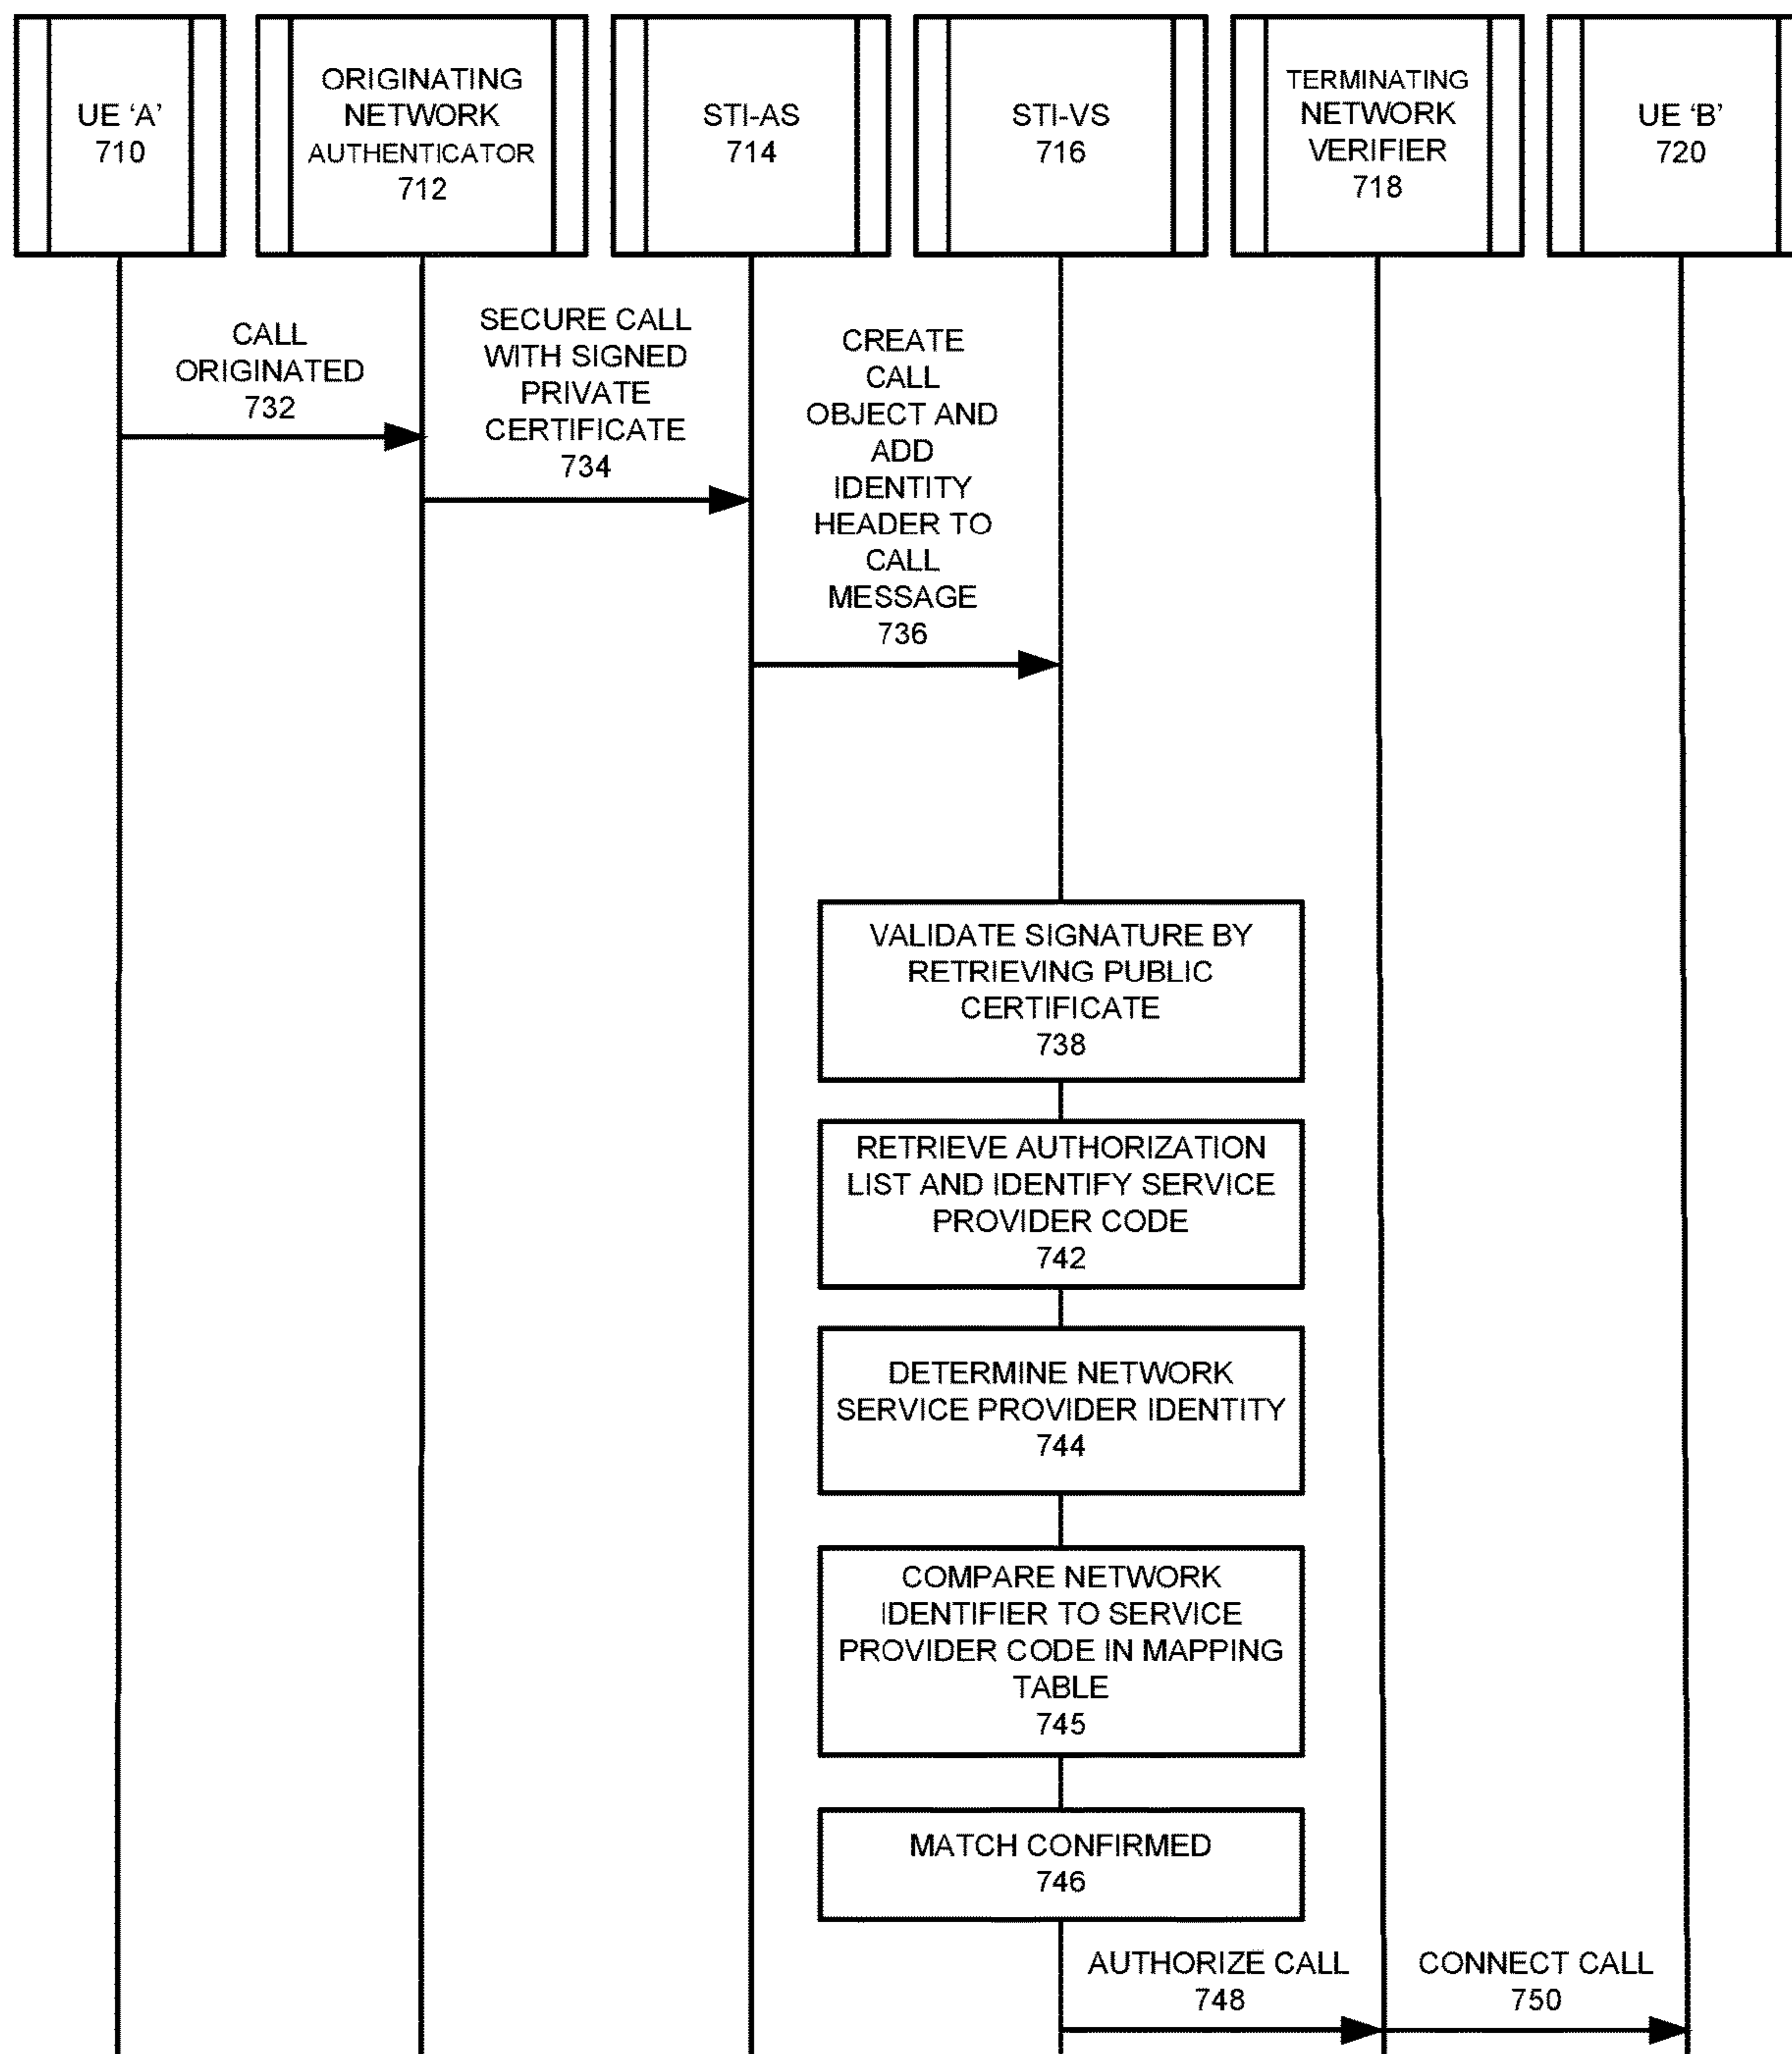 UE ‘A’
710
ORIGINATING
NETWORK
AUTHENTICATOR
712
STI-AS
714
STI-VS
716
TERMINATING
NETWORK
VERIFIER
718
UE ‘B’
720
CALL
ORIGINATED
732
SECURE CALL
WITH SIGNED
PRIVATE
CERTIFICATE
734
CREATE
CALL
OBJECT AND
ADD
IDENTITY
HEADER TO
CALL
MESSAGE
736
VALIDATE SIGNATURE BY
RETRIEVING PUBLIC
CERTIFICATE
738
RETRIEVE AUTHORIZATION
LIST AND IDENTIFY SERVICE
PROVIDER CODE
742
DETERMINE NETWORK
SERVICE PROVIDER IDENTITY
744
COMPARE NETWORK
IDENTIFIER TO SERVICE
PROVIDER CODE IN MAPPING
TABLE
745
MATCH CONFIRMED
746
AUTHORIZE CALL
748
CONNECT CALL
750